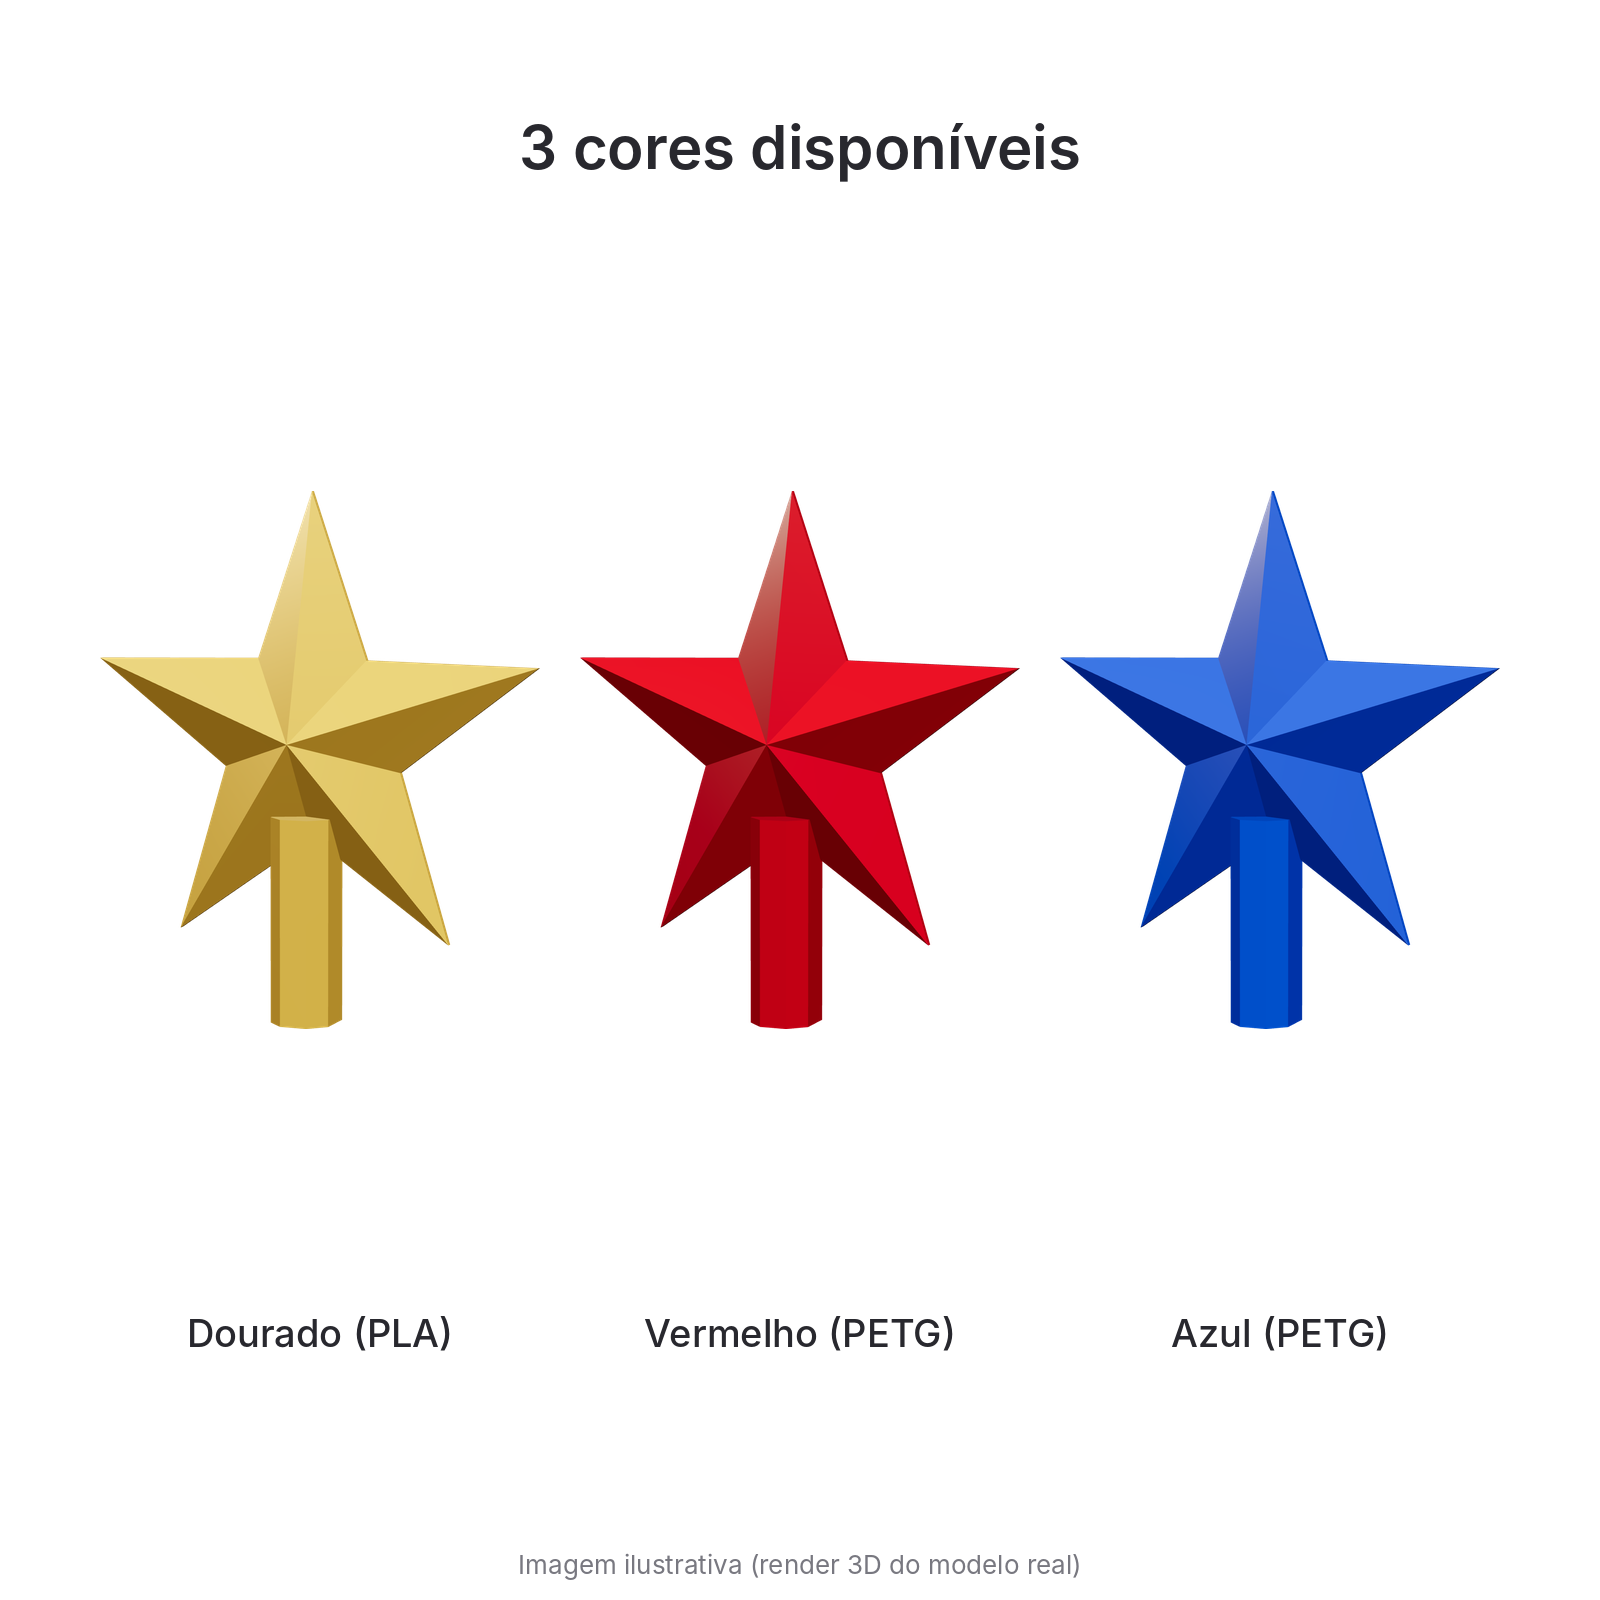 3 cores disponíveis
Dourado (PLA)
Vermelho (PETG)
Azul (PETG)
Imagem ilustrativa (render 3D do modelo real)